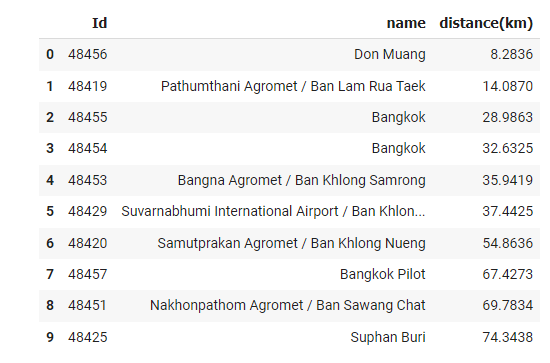 Id name distance(km)
0 48456 Don Muang 8.2836
1 48419 Pathumthani Agromet / Ban Lam Rua Taek 14.0870
2 48455 Bangkok 28.9863
3 48454 Bangkok 32.6325
4 48453 Bangna Agromet / Ban Khlong Samrong 35.9419
5 48429 Suvarnabhumi International Airport / Ban Khlon... 37.4425
6 48420 Samutprakan Agromet / Ban Khlong Nueng 54.8636
7 48457 Bangkok Pilot 67.4273
8 48451 Nakhonpathom Agromet / Ban Sawang Chat 69.7834
9 48425 Suphan Buri 74.3438